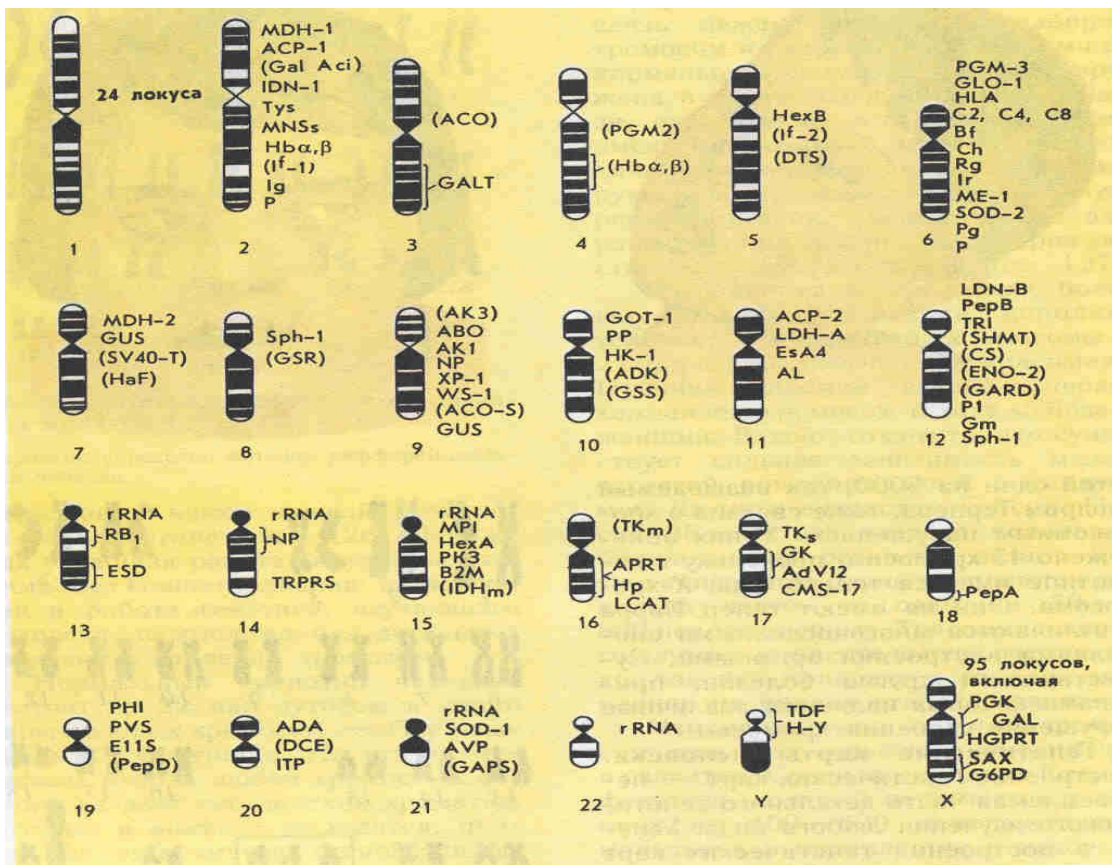 24 локуса
1
MDH-1
ACP-1
(Gal Aci)
IDN-1
Tys
MNSs
Hbα,β
(If-1)
Ig
P
2
(ACO)
GALT
3
(PGM2)
(Hbα,β)
4
HexB
(If-2)
(DTS)
5
PGM-3
GLO-1
HLA
C2, C4, C8
Bf
Ch
Rg
Ir
ME-1
SOD-2
Pg
P
6
MDH-2
GUS
(SV40-T)
(HaF)
7
Sph-1
(GSR)
8
(AK3)
ABO
AK1
NP
XP-1
WS-1
(ACO-S)
GUS
9
GOT-1
PP
HK-1
(ADK)
(GSS)
10
ACP-2
LDH-A
EsA4
AL
11
LDN-B
PepB
TRI
(SHMT)
(CS)
(ENO-2)
(GARD)
P1
Gm
Sph-1
12
rRNA
RB1
ESD
13
rRNA
NP
TRPRS
14
rRNA
MPI
HexA
PK3
B2M
(IDHm)
15
(TKm)
APRT
Hp
LCAT
16
TKs
GK
AdV12
CMS-17
17
PepA
18
PHI
PVS
E11S
(PepD)
19
ADA
(DCE)
ITP
20
rRNA
SOD-1
AVP
(GAPS)
21
rRNA
22
TDF
H-Y
Y
95 локусов,
включая
PGK
GAL
HGPRT
SAX
G6PD
X